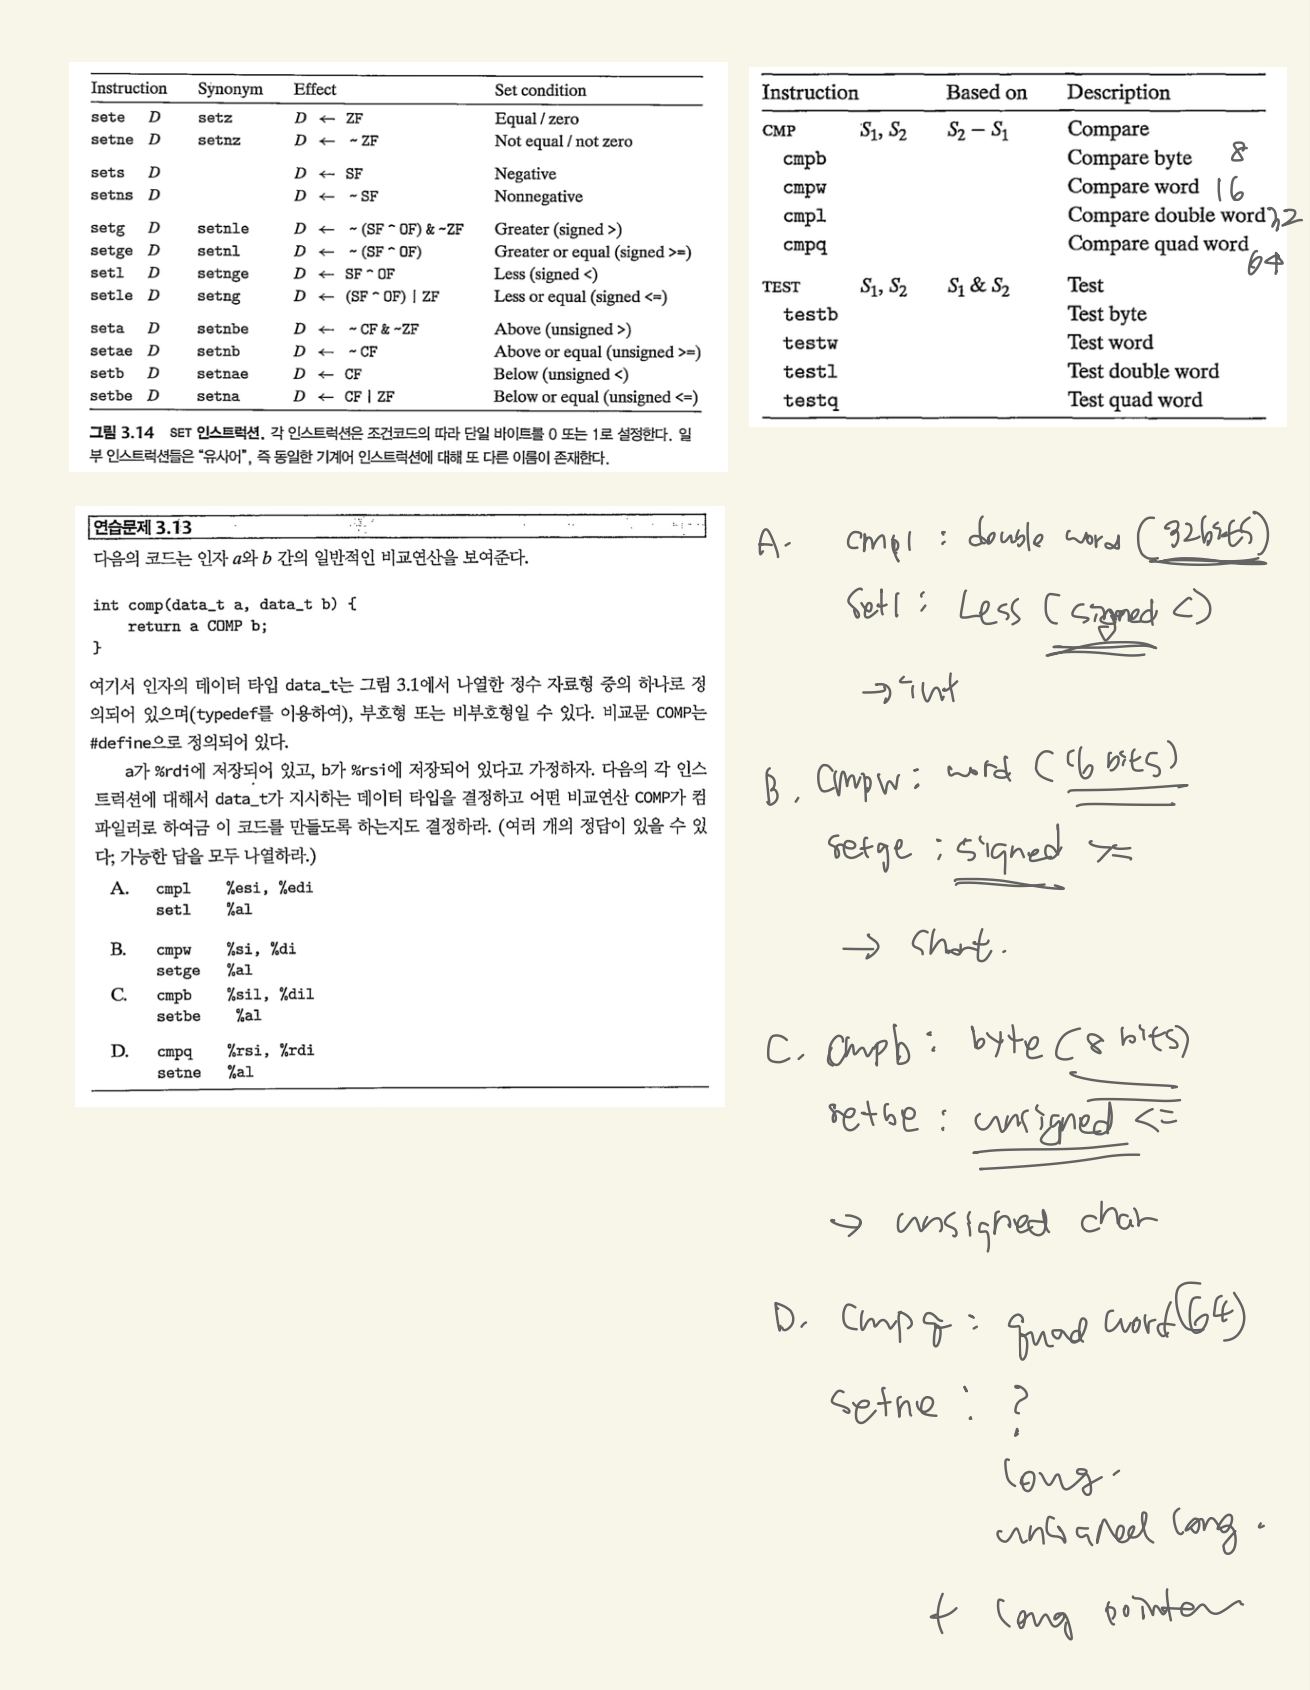 Instruction Synonym Effect Set condition
sete D setz D ← ZF Equal / zero
setne D setnz D ← ~ZF Not equal / not zero
sets D D ← SF Negative
setns D D ← ~SF Nonnegative
setg D setnle D ← ~(SF ^ OF) & ~ZF Greater (signed >)
setge D setnl D ← ~(SF ^ OF) Greater or equal (signed >=)
setl D setnge D ← SF ^ OF Less (signed <)
setle D setng D ← (SF ^ OF) | ZF Less or equal (signed <=)
seta D setnbe D ← ~CF & ~ZF Above (unsigned >)
setae D setnb D ← ~CF Above or equal (unsigned >=)
setb D setnae D ← CF Below (unsigned <)
setbe D setna D ← CF | ZF Below or equal (unsigned <=)
그림 3.14 SET 인스트럭션. 각 인스트럭션은 조건코드의 따라 단일 바이트를 0 또는 1로 설정한다. 일
부 인스트럭션들은 “유사어”, 즉 동일한 기계어 인스트럭션에 대해 또 다른 이름이 존재한다.
Instruction Based on Description
CMP S1, S2 S2 − S1 Compare
cmpb Compare byte 8
cmpw Compare word 16
cmpl Compare double word 32
cmpq Compare quad word 64
TEST S1, S2 S1 & S2 Test
testb Test byte
testw Test word
testl Test double word
testq Test quad word
연습문제 3.13
다음의 코드는 인자 a와 b 간의 일반적인 비교연산을 보여준다.
int comp(data_t a, data_t b) {
return a COMP b;
}
여기서 인자의 데이터 타입 data_t는 그림 3.1에서 나열한 정수 자료형 중의 하나로 정
의되어 있으며(typedef를 이용하여), 부호형 또는 비부호형일 수 있다. 비교문 COMP는
#define으로 정의되어 있다.
a가 %rdi에 저장되어 있고, b가 %rsi에 저장되어 있다고 가정하자. 다음의 각 인스
트럭션에 대해서 data_t가 지시하는 데이터 타입을 결정하고 어떤 비교연산 COMP가 컴
파일러로 하여금 이 코드를 만들도록 하는지도 결정하라. (여러 개의 정답이 있을 수 있
다; 가능한 답을 모두 나열하라.)
A. cmpl %esi, %edi
setl %al
B. cmpw %si, %di
setge %al
C. cmpb %sil, %dil
setbe %al
D. cmpq %rsi, %rdi
setne %al
A. cmpl : double word (32bits)
setl : Less (signed <)
→ int
B. cmpw : word (16 bits)
setge : signed >=
→ short.
C. cmpb : byte (8 bits)
setbe : unsigned <=
→ unsigned char
D. cmpq : quad word (64)
setne : ?
long.
unsigned long.
+ long pointer